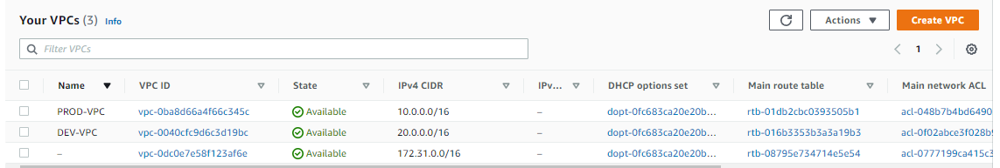 Your VPCs (3) Info Actions Create VPC
Filter VPCs 1
Name VPC ID State IPv4 CIDR IPv... DHCP options set Main route table Main network ACL
PROD-VPC vpc-0ba8d66a4f66c345c Available 10.0.0.0/16 – dopt-0fc683ca20e20b... rtb-01db2cbc0393505b1 acl-048b7b4bd6490
DEV-VPC vpc-0040cfc9d6c3d19bc Available 20.0.0.0/16 – dopt-0fc683ca20e20b... rtb-016b3353b3a3a19b3 acl-0f02abce3f028b9
– vpc-0dc0e7e58f123af6e Available 172.31.0.0/16 – dopt-0fc683ca20e20b... rtb-08795e734714e5e54 acl-0777199ca415c3